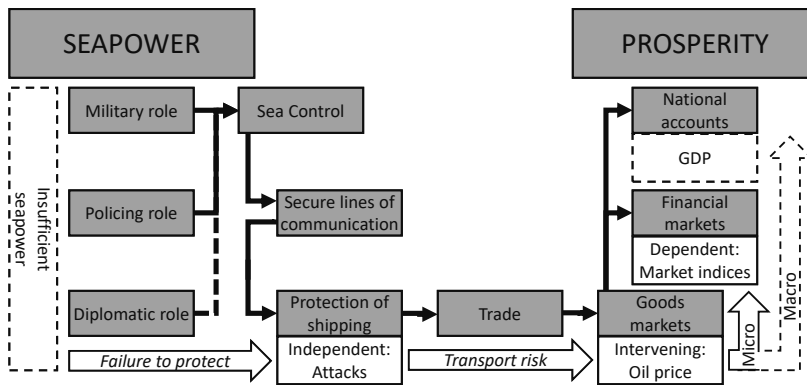 SEAPOWER
PROSPERITY
Insufficient
seapower
Military role
Policing role
Diplomatic role
Sea Control
Secure lines of
communication
Protection of
shipping
Independent:
Attacks
Trade
National
accounts
GDP
Financial
markets
Dependent:
Market indices
Goods
markets
Intervening:
Oil price
Failure to protect
Transport risk
Micro
Macro